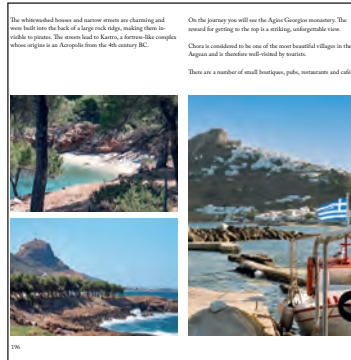 The whitewashed houses and narrow streets are charming and
were built into the back of a large rock ridge, making them in-
visible to pirates. The streets lead to Kastro, a fortress-like complex
whose origins is an Acropolis from the 4th century BC.
On the journey you will see the Agios Georgios monastery. The
reward for getting to the top is a striking, unforgettable view.
Chora is considered to be one of the most beautiful villages in the
Aegean and is therefore well-visited by tourists.
There are a number of small boutiques, pubs, restaurants and café
196